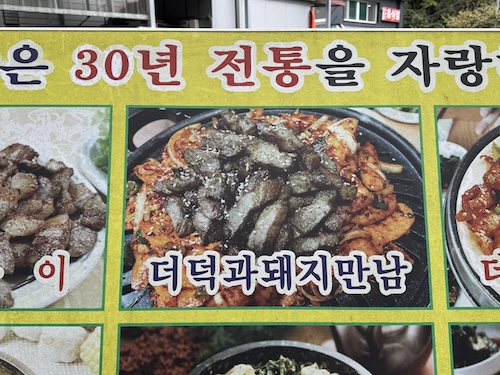 은 30년 전통을 자랑
이
더덕과돼지만남